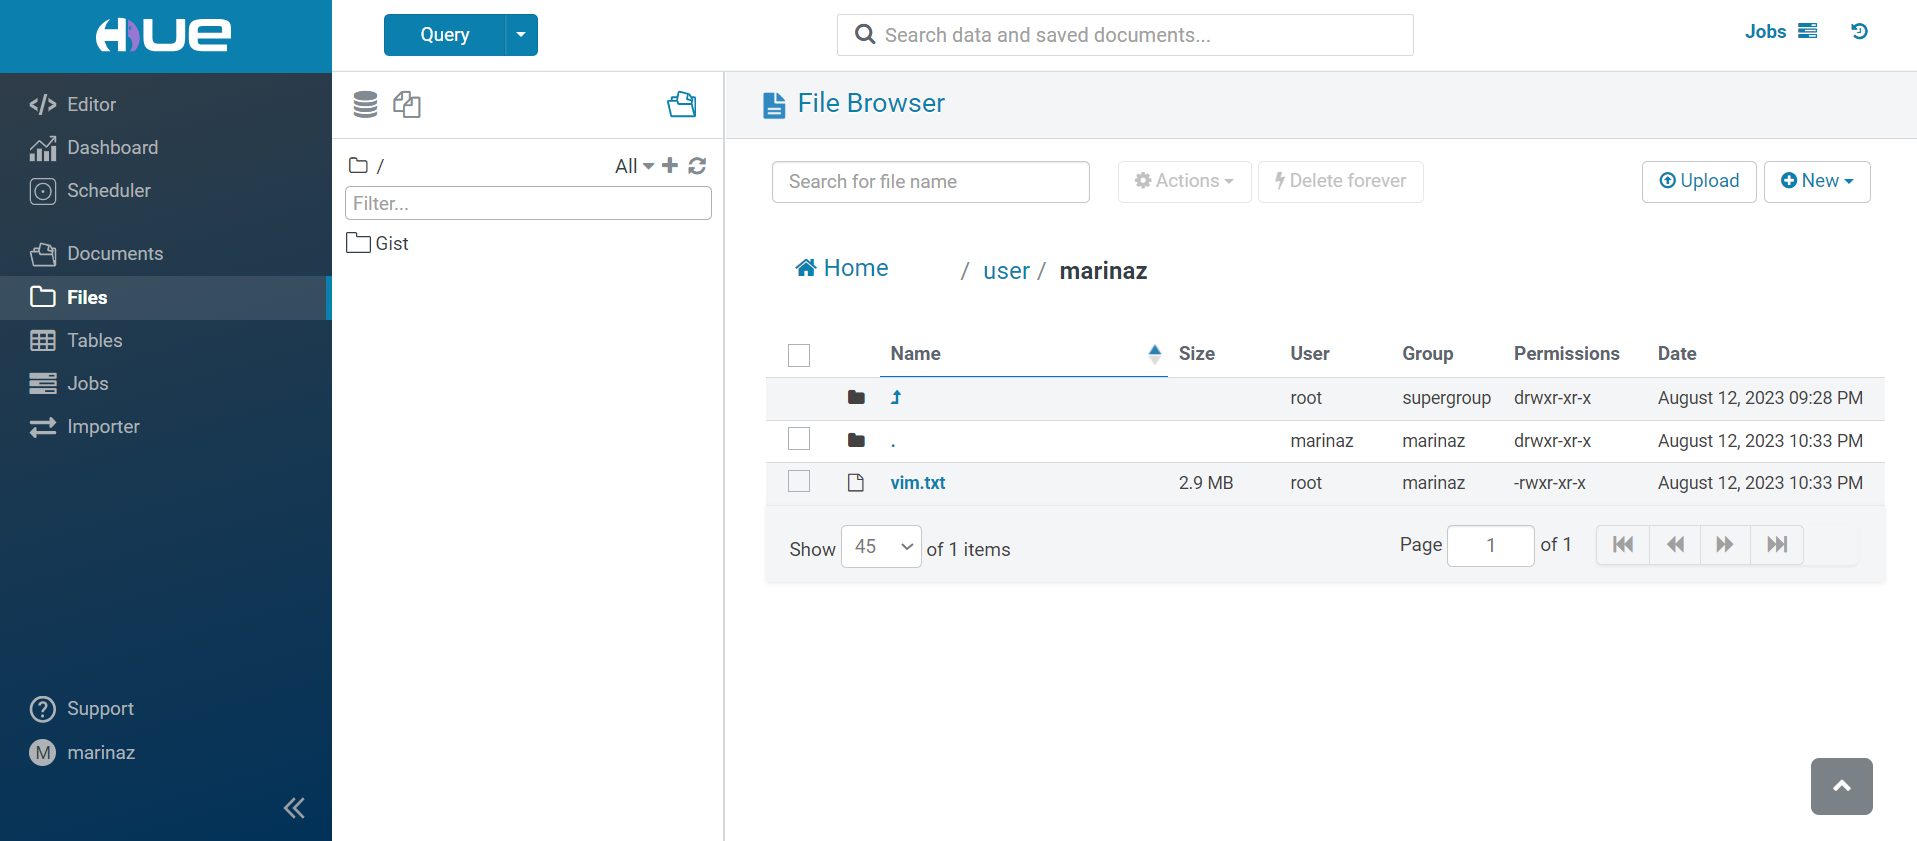 HUE
Query
Search data and saved documents...
Jobs
Editor
Dashboard
Scheduler
Documents
Files
Tables
Jobs
Importer
Support
M marinaz
/ All
Filter...
Gist
File Browser
Search for file name
Actions
Delete forever
Upload
New
Home / user / marinaz
Name Size User Group Permissions Date
root supergroup drwxr-xr-x August 12, 2023 09:28 PM
. marinaz marinaz drwxr-xr-x August 12, 2023 10:33 PM
vim.txt 2.9 MB root marinaz -rwxr-xr-x August 12, 2023 10:33 PM
Show 45 of 1 items Page 1 of 1